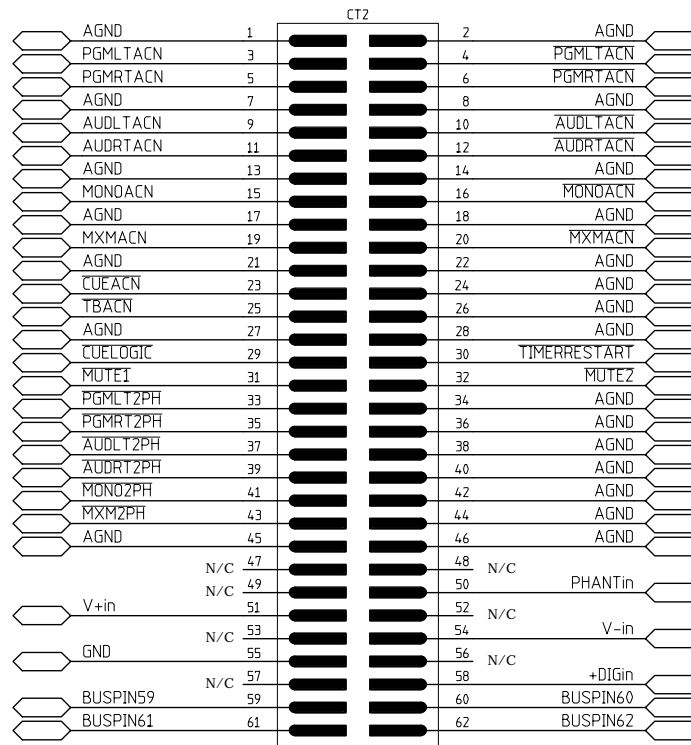 CT2
AGND 1 2 AGND
PGMLTACN 3 4 PGMLTACN
PGMRTACN 5 6 PGMRTACN
AGND 7 8 AGND
AUDLTACN 9 10 AUDLTACN
AUDRTACN 11 12 AUDRTACN
AGND 13 14 AGND
MONOACN 15 16 MONOACN
AGND 17 18 AGND
MXMACN 19 20 MXMACN
AGND 21 22 AGND
CUEACN 23 24 AGND
TBACN 25 26 AGND
AGND 27 28 AGND
CUELOGIC 29 30 TIMERRESTART
MUTE1 31 32 MUTE2
PGMLT2PH 33 34 AGND
PGMRT2PH 35 36 AGND
AUDLT2PH 37 38 AGND
AUDRT2PH 39 40 AGND
MONO2PH 41 42 AGND
MXM2PH 43 44 AGND
AGND 45 46 AGND
N/C 47 48 N/C
N/C 49 50 PHANTin
V+in 51 52 N/C
N/C 53 54 V-in
GND 55 56 N/C
N/C 57 58 +DIGin
BUSPIN59 59 60 BUSPIN60
BUSPIN61 61 62 BUSPIN62